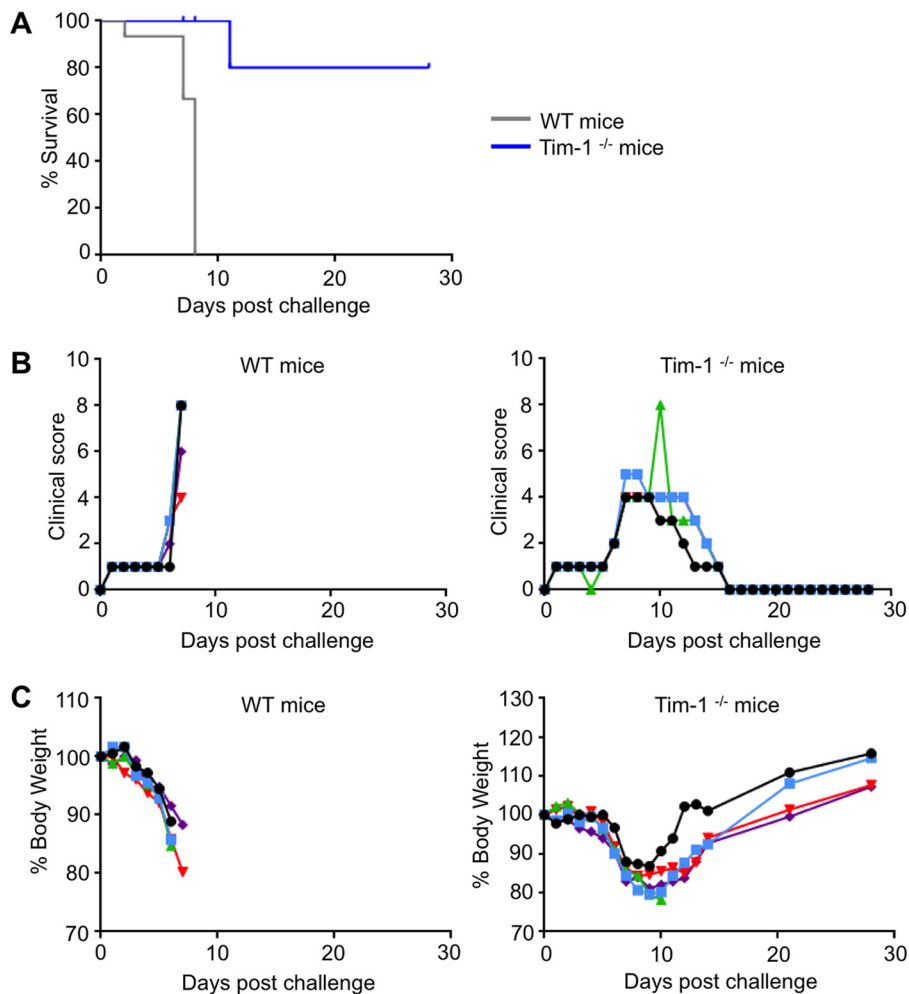 A
100
80
60
40
20
0
% Survival
0 10 20 30
Days post challenge
WT mice
Tim-1 -/- mice
B
WT mice
10
8
6
4
2
0
Clinical score
0 10 20 30
Days post challenge
Tim-1 -/- mice
10
8
6
4
2
0
Clinical score
0 10 20 30
Days post challenge
C
WT mice
110
100
90
80
70
% Body Weight
0 10 20 30
Days post challenge
Tim-1 -/- mice
130
120
110
100
90
80
70
% Body Weight
0 10 20 30
Days post challenge